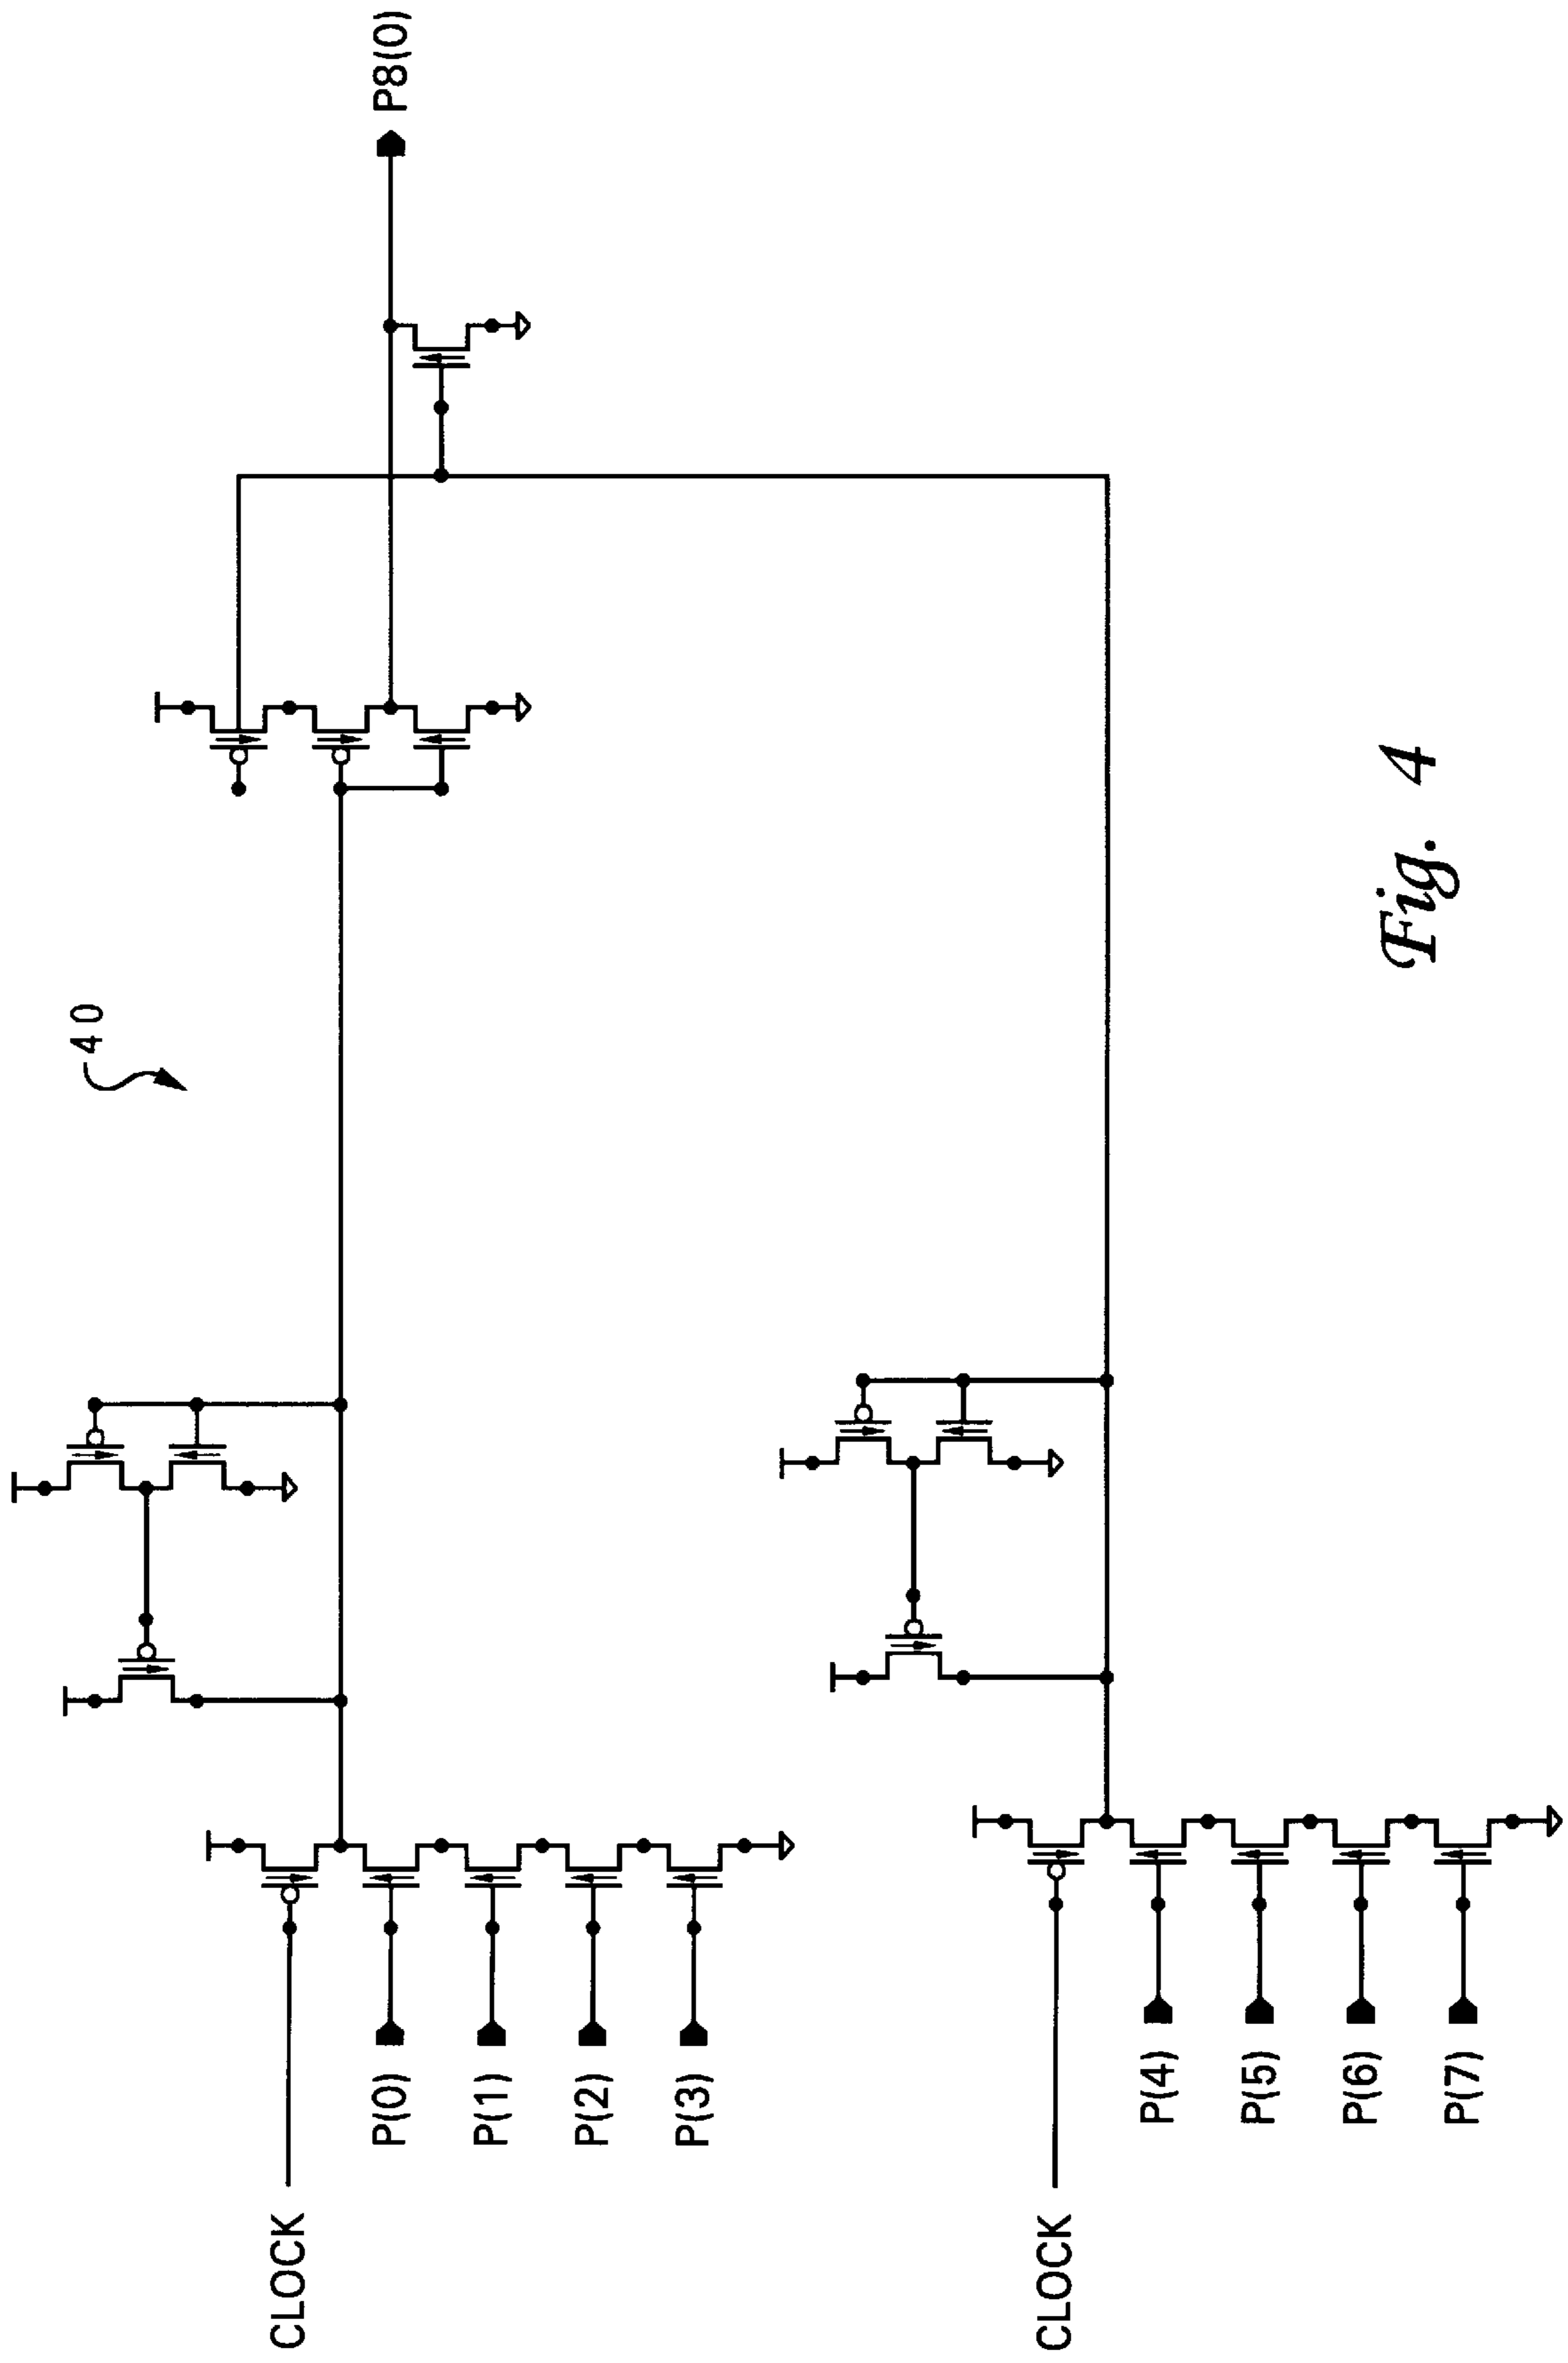 40
P8(0)
CLOCK
P(0)
P(1)
P(2)
P(3)
CLOCK
P(4)
P(5)
P(6)
P(7)
Fig. 4